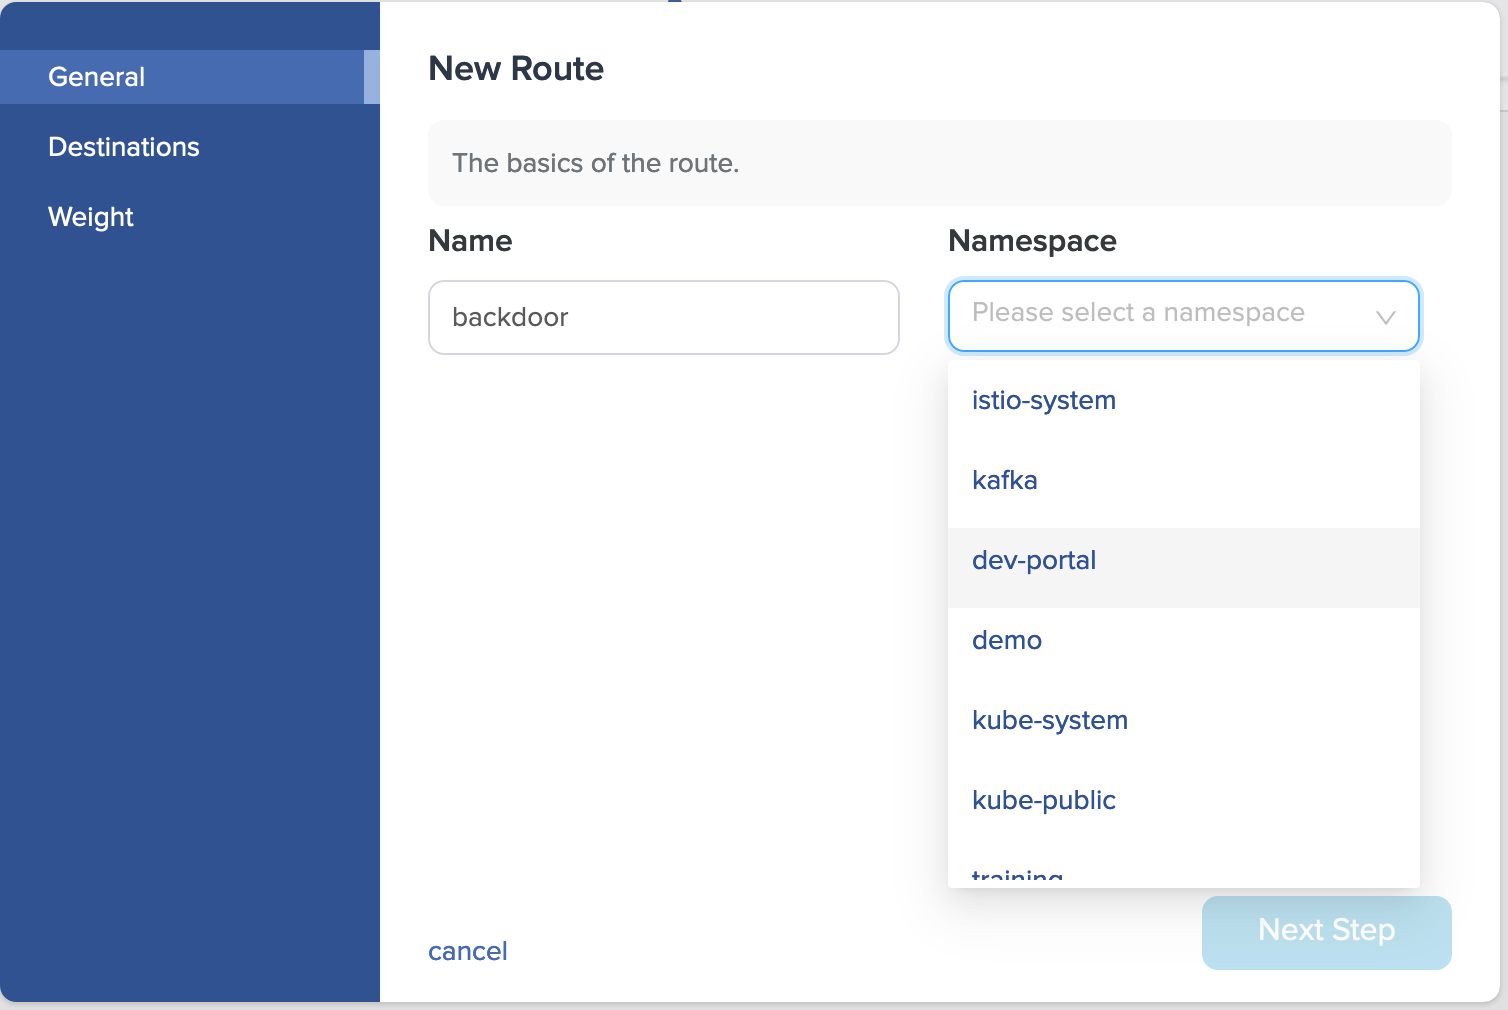 General
Destinations
Weight
New Route
The basics of the route.
Name
Namespace
backdoor
Please select a namespace
istio-system
kafka
dev-portal
demo
kube-system
kube-public
training
cancel
Next Step